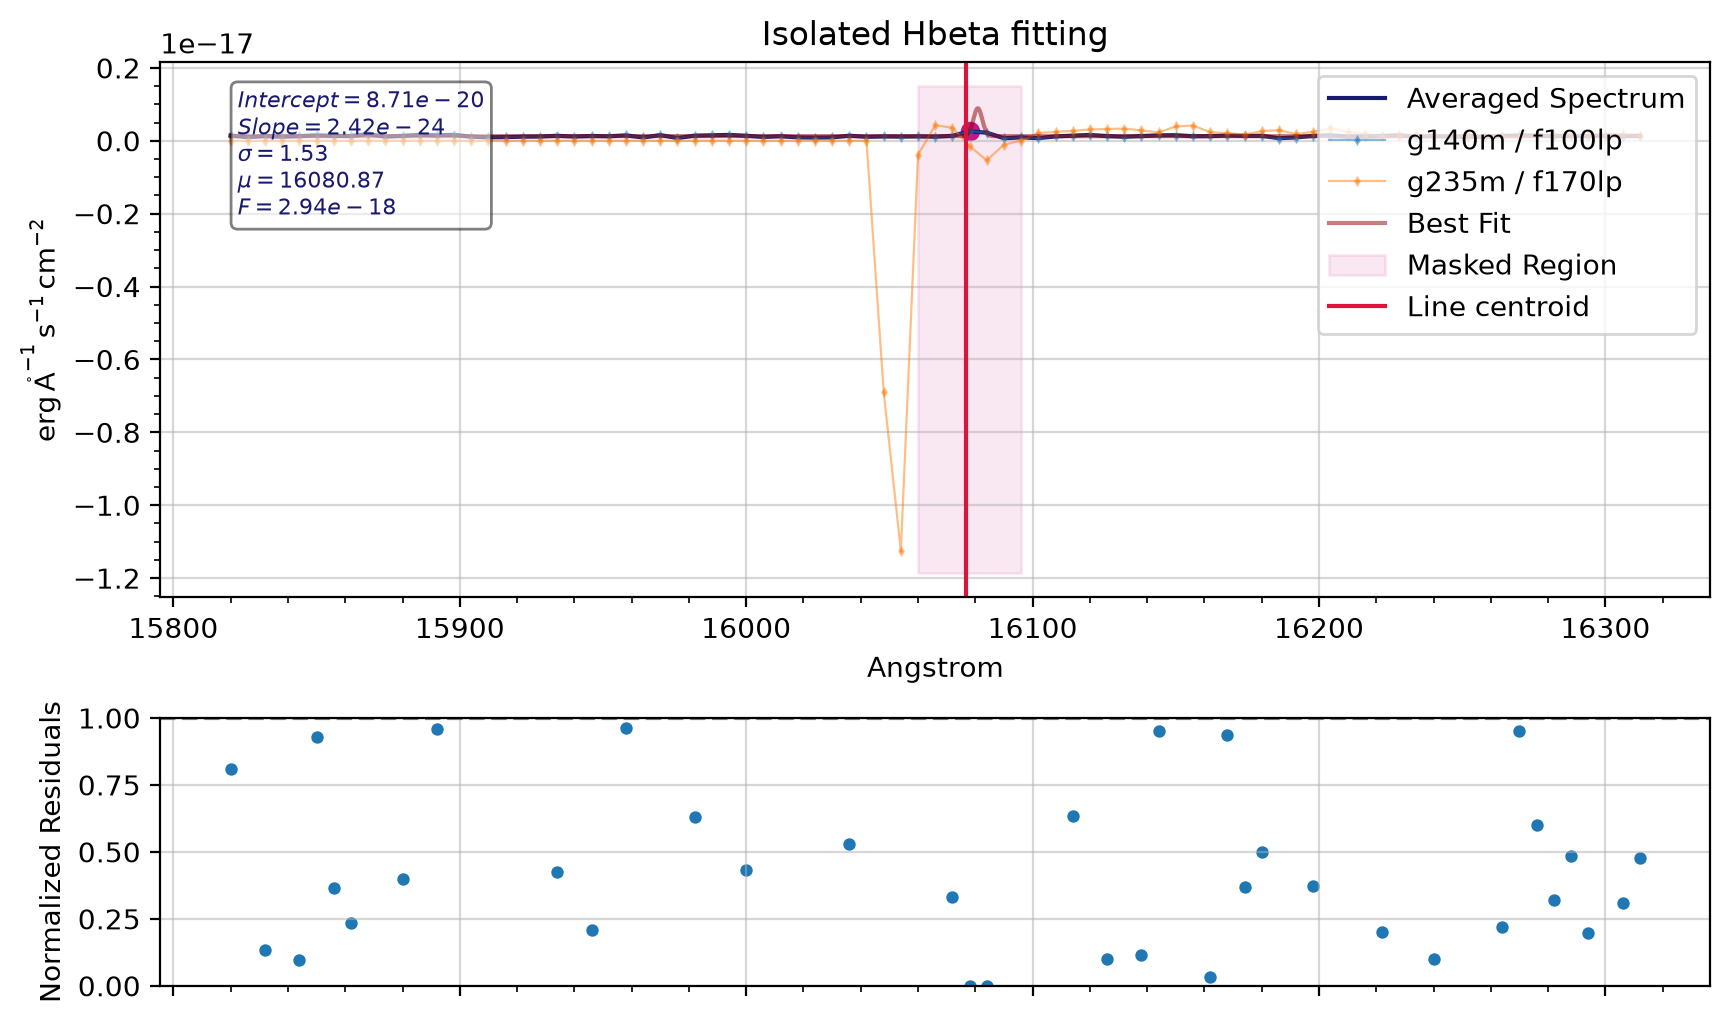 Isolated Hbeta fitting
1e−17
0.2
0.0
−0.2
−0.4
−0.6
−0.8
−1.0
−1.2
erg Å⁻¹ s⁻¹ cm⁻²
Intercept = 8.71e − 20
Slope = 2.42e − 24
σ = 1.53
μ = 16080.87
F = 2.94e − 18
Averaged Spectrum
g140m / f100lp
g235m / f170lp
Best Fit
Masked Region
Line centroid
15800 15900 16000 16100 16200 16300
Angstrom
1.00
0.75
0.50
0.25
0.00
Normalized Residuals